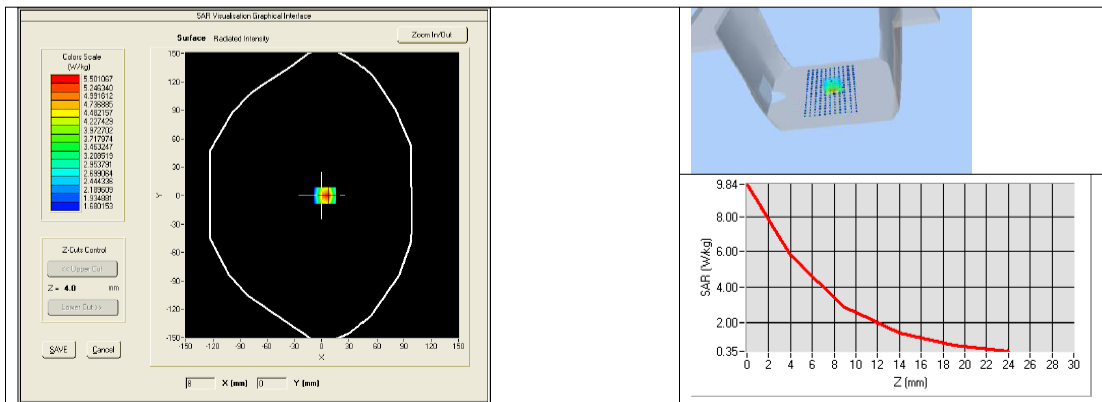 SAR Visualisation Graphical Interface
Surface Radiated Intensity
Zoom In/Out
Colors Scale
(W/kg)
5.501067
5.246340
4.991612
4.736885
4.482157
4.227429
3.972702
3.717974
3.463247
3.208519
2.953791
2.699064
2.444336
2.189609
1.934881
1.680153
Z-Cuts Control
<< Upper Cut
Z = 4.0 mm
Lower Cut >>
SAVE Cancel
150
120
90
60
30
0
-30
-60
-90
-120
-150
Y
-150 -120 -90 -60 -30 0 30 60 90 120 150
X
8 X (mm) 0 Y (mm)
9.84
8.00
6.00
4.00
2.00
0.35
SAR (W/kg)
0 2 4 6 8 10 12 14 16 18 20 22 24 26 28 30
Z (mm)